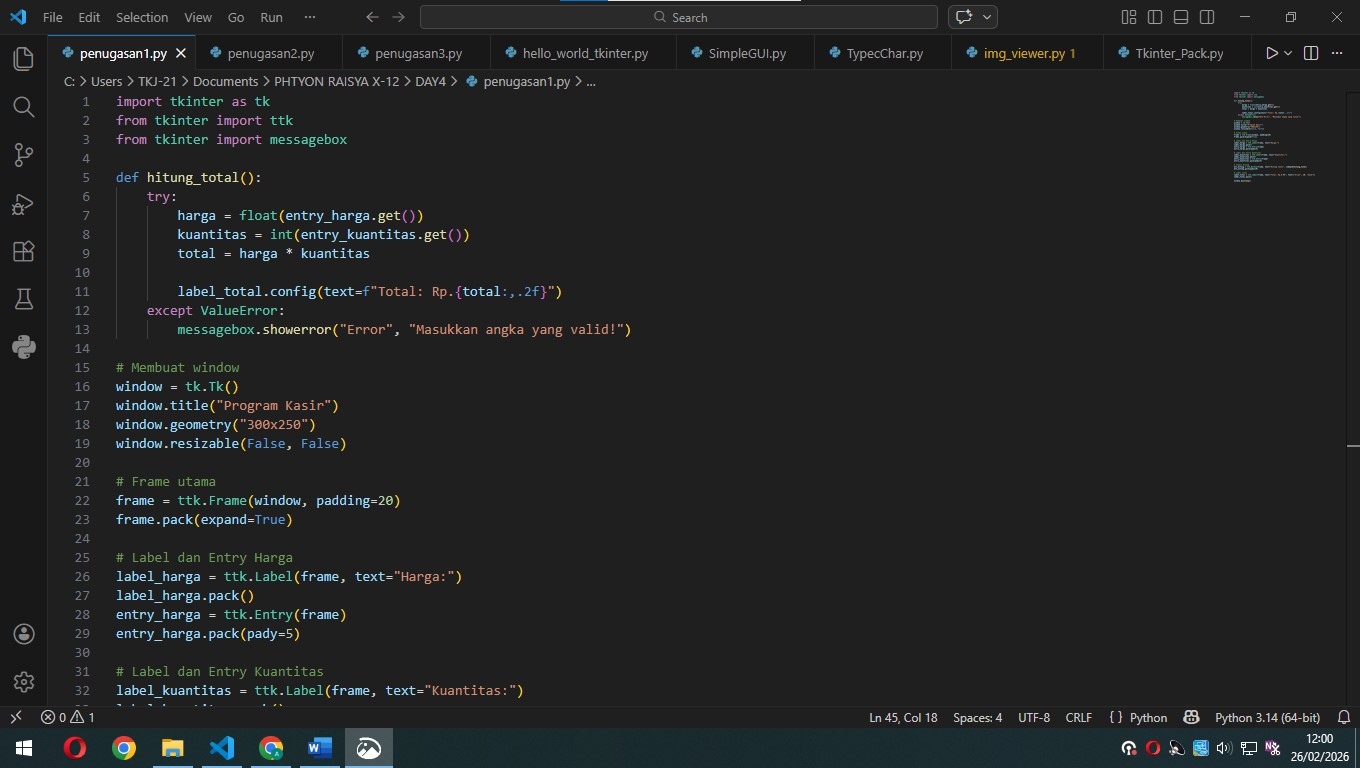 File Edit Selection View Go Run ··· Search
penugasan1.py penugasan2.py penugasan3.py hello_world_tkinter.py SimpleGUI.py TypecChar.py img_viewer.py 1 Tkinter_Pack.py
C: > Users > TKJ-21 > Documents > PHTYON RAISYA X-12 > DAY4 > penugasan1.py > ...
1 import tkinter as tk
2 from tkinter import ttk
3 from tkinter import messagebox
4
5 def hitung_total():
6     try:
7         harga = float(entry_harga.get())
8         kuantitas = int(entry_kuantitas.get())
9         total = harga * kuantitas
10
11         label_total.config(text=f"Total: Rp.{total:,.2f}")
12     except ValueError:
13         messagebox.showerror("Error", "Masukkan angka yang valid!")
14
15 # Membuat window
16 window = tk.Tk()
17 window.title("Program Kasir")
18 window.geometry("300x250")
19 window.resizable(False, False)
20
21 # Frame utama
22 frame = ttk.Frame(window, padding=20)
23 frame.pack(expand=True)
24
25 # Label dan Entry Harga
26 label_harga = ttk.Label(frame, text="Harga:")
27 label_harga.pack()
28 entry_harga = ttk.Entry(frame)
29 entry_harga.pack(pady=5)
30
31 # Label dan Entry Kuantitas
32 label_kuantitas = ttk.Label(frame, text="Kuantitas:")
0 1 Ln 45, Col 18 Spaces: 4 UTF-8 CRLF { } Python Python 3.14 (64-bit)
12:00
26/02/2026